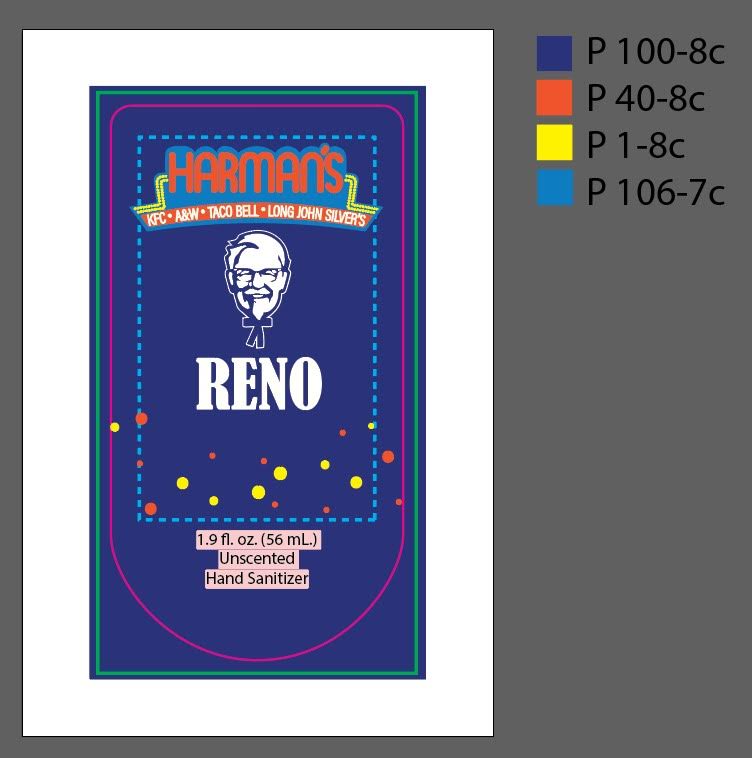 P 100-8c
P 40-8c
P 1-8c
P 106-7c
HARMAN'S
KFC • A&W • TACO BELL • LONG JOHN SILVER'S
RENO
1.9 fl. oz. (56 mL.)
Unscented
Hand Sanitizer